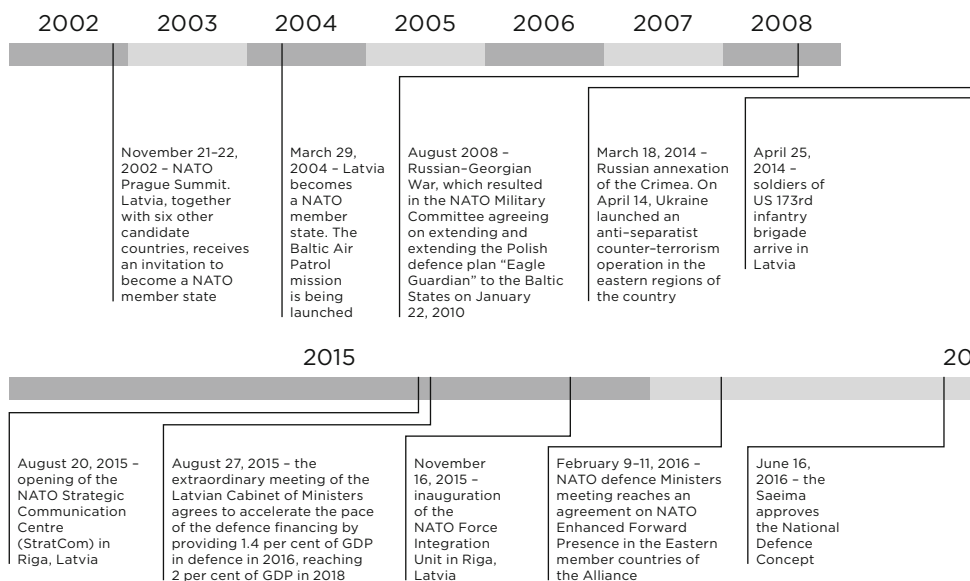 2002 2003 2004 2005 2006 2007 2008
November 21–22,
2002 – NATO
Prague Summit.
Latvia, together
with six other
candidate
countries, receives
an invitation to
become a NATO
member state
March 29,
2004 – Latvia
becomes
a NATO
member
state. The
Baltic Air
Patrol
mission
is being
launched
August 2008 –
Russian–Georgian
War, which resulted
in the NATO Military
Committee agreeing
on extending and
extending the Polish
defence plan “Eagle
Guardian” to the Baltic
States on January
22, 2010
March 18, 2014 –
Russian annexation
of the Crimea. On
April 14, Ukraine
launched an
anti–separatist
counter–terrorism
operation in the
eastern regions of
the country
April 25,
2014 –
soldiers of
US 173rd
infantry
brigade
arrive in
Latvia
2015 20
August 20, 2015 –
opening of the
NATO Strategic
Communication
Centre
(StratCom) in
Riga, Latvia
August 27, 2015 – the
extraordinary meeting of the
Latvian Cabinet of Ministers
agrees to accelerate the pace
of the defence financing by
providing 1.4 per cent of GDP
in defence in 2016, reaching
2 per cent of GDP in 2018
November
16, 2015 –
inauguration
of the
NATO Force
Integration
Unit in Riga,
Latvia
February 9–11, 2016 –
NATO defence Ministers
meeting reaches an
agreement on NATO
Enhanced Forward
Presence in the Eastern
member countries of
the Alliance
June 16,
2016 – the
Saeima
approves
the National
Defence
Concept